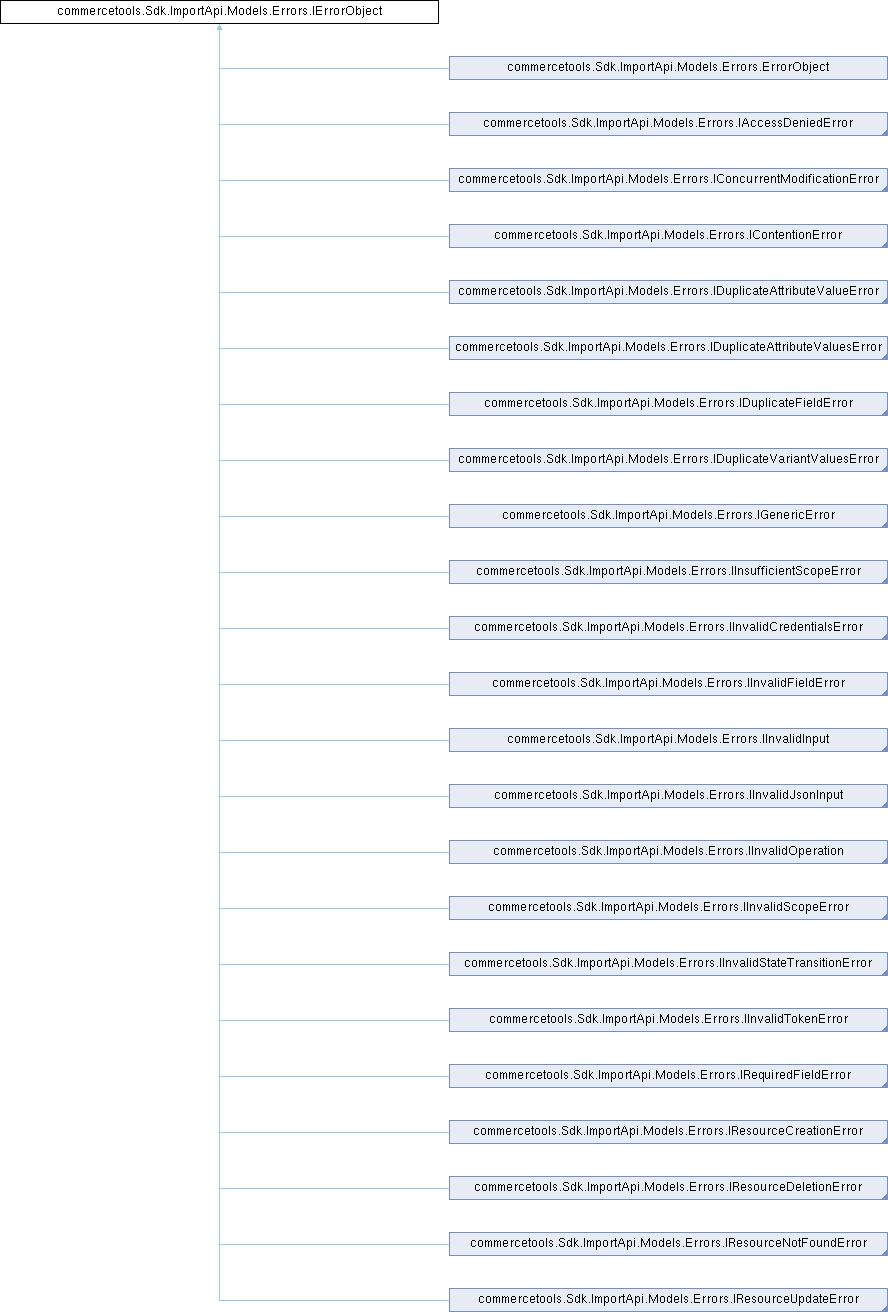 commercetools.Sdk.ImportApi.Models.Errors.IErrorObject
commercetools.Sdk.ImportApi.Models.Errors.ErrorObject
commercetools.Sdk.ImportApi.Models.Errors.IAccessDeniedError
commercetools.Sdk.ImportApi.Models.Errors.IConcurrentModificationError
commercetools.Sdk.ImportApi.Models.Errors.IContentionError
commercetools.Sdk.ImportApi.Models.Errors.IDuplicateAttributeValueError
commercetools.Sdk.ImportApi.Models.Errors.IDuplicateAttributeValuesError
commercetools.Sdk.ImportApi.Models.Errors.IDuplicateFieldError
commercetools.Sdk.ImportApi.Models.Errors.IDuplicateVariantValuesError
commercetools.Sdk.ImportApi.Models.Errors.IGenericError
commercetools.Sdk.ImportApi.Models.Errors.IInsufficientScopeError
commercetools.Sdk.ImportApi.Models.Errors.IInvalidCredentialsError
commercetools.Sdk.ImportApi.Models.Errors.IInvalidFieldError
commercetools.Sdk.ImportApi.Models.Errors.IInvalidInput
commercetools.Sdk.ImportApi.Models.Errors.IInvalidJsonInput
commercetools.Sdk.ImportApi.Models.Errors.IInvalidOperation
commercetools.Sdk.ImportApi.Models.Errors.IInvalidScopeError
commercetools.Sdk.ImportApi.Models.Errors.IInvalidStateTransitionError
commercetools.Sdk.ImportApi.Models.Errors.IInvalidTokenError
commercetools.Sdk.ImportApi.Models.Errors.IRequiredFieldError
commercetools.Sdk.ImportApi.Models.Errors.IResourceCreationError
commercetools.Sdk.ImportApi.Models.Errors.IResourceDeletionError
commercetools.Sdk.ImportApi.Models.Errors.IResourceNotFoundError
commercetools.Sdk.ImportApi.Models.Errors.IResourceUpdateError